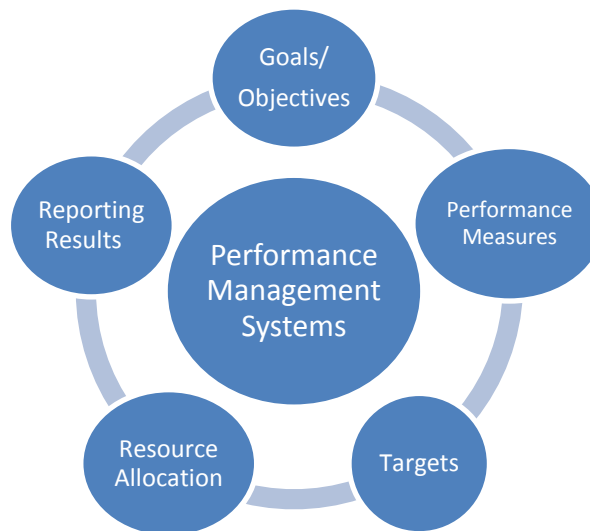 Goals/
Objectives
Performance
Measures
Targets
Resource
Allocation
Reporting
Results
Performance
Management
Systems